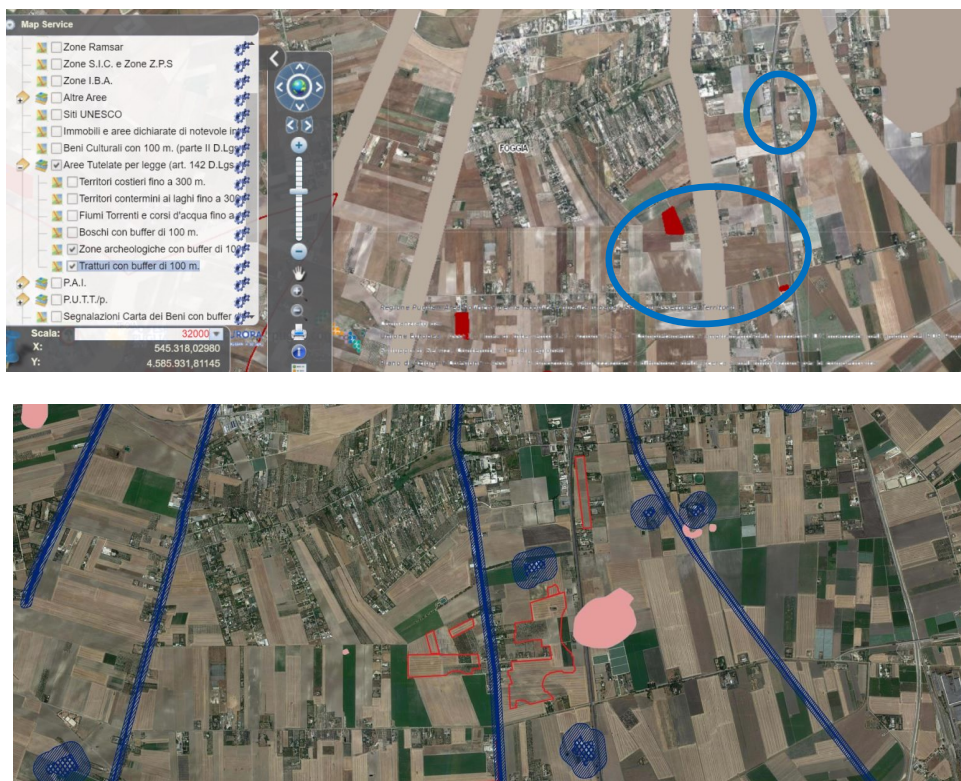 Map Service
Zone Ramsar
Zone S.I.C. e Zone Z.P.S
Zone I.B.A.
Altre Aree
Siti UNESCO
Immobili e aree dichiarate di notevole in
Beni Culturali con 100 m. (parte II D.Lg
Aree Tutelate per legge (art. 142 D.Lgs.
Territori costieri fino a 300 m.
Territori contermini ai laghi fino a 300
Fiumi Torrenti e corsi d'acqua fino a
Boschi con buffer di 100 m.
Zone archeologiche con buffer di 100
Tratturi con buffer di 100 m.
P.A.I.
P.U.T.T./p.
Segnalazioni Carta dei Beni con buffer
Scala: 32000
X: 545.318,02980
Y: 4.585.931,81145
FOGGIA